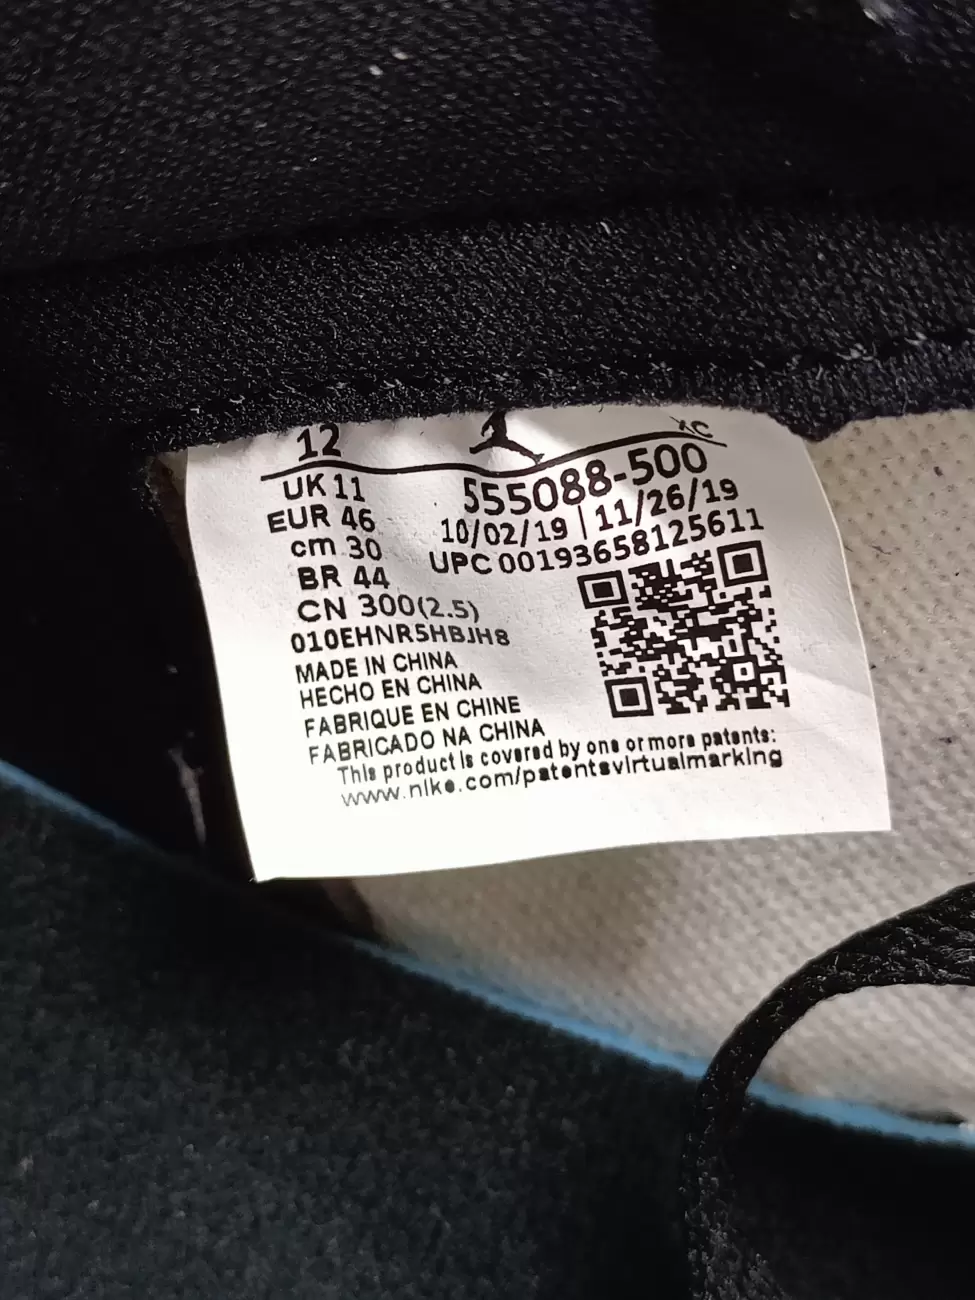 12
AC
UK 11
EUR 46
cm 30
BR 44
CN 300(2.5)
010EHNR5HBJH8
555088-500
10/02/19 | 11/26/19
UPC 00193658125611
MADE IN CHINA
HECHO EN CHINA
FABRIQUE EN CHINE
FABRICADO NA CHINA
This product is covered by one or more patents:
www.nike.com/patentsvirtualmarking